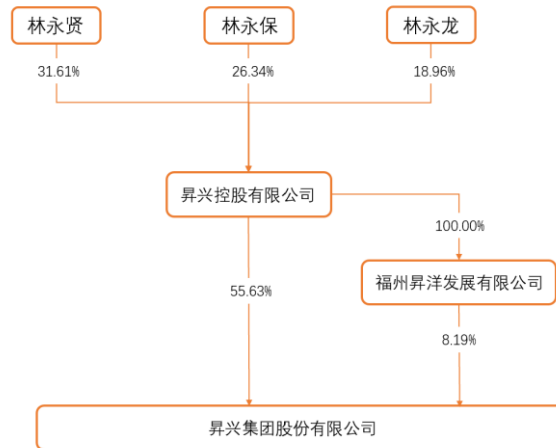 林永贤
林永保
林永龙
31.61%
26.34%
18.96%
昇兴控股有限公司
100.00%
福州昇洋发展有限公司
55.63%
8.19%
昇兴集团股份有限公司